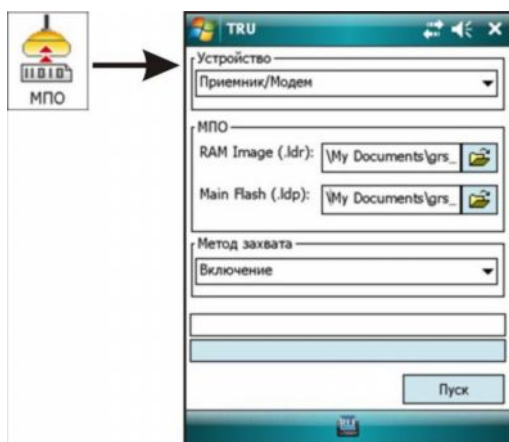 11010
МПО
TRU
Устройство
Приемник/Модем
МПО
RAM Image (.ldr):
\My Documents\grs_
Main Flash (.ldp):
\My Documents\grs_
Метод захвата
Включение
Пуск